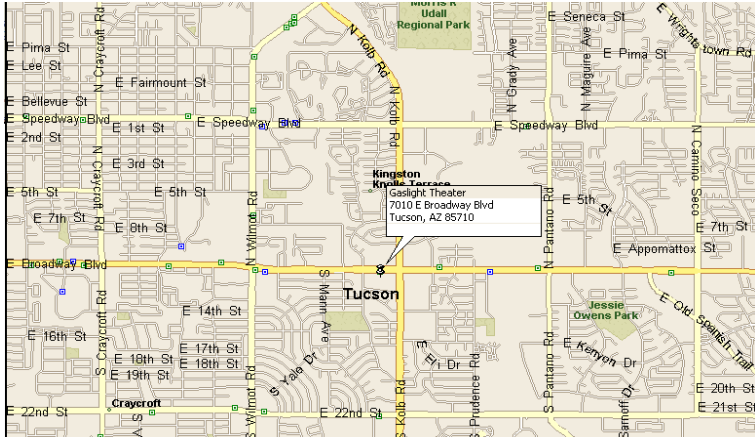 Morris K
Udall
Regional Park
E Seneca St
E Wrightstown Rd
E Pima St
N Craycroft Rd
N Kolb Rd
N Grady Ave
N Maguire Ave
E Pima St
E Lee St
E Fairmount St
N Kolb Rd
E Bellevue St
E Speedway Blvd
E 1st St
E Speedway Blvd
E Speedway Blvd
E 2nd St
N Craycroft Rd
E 3rd St
Kingston
Knolls Terrace
N Camino Seco
E 5th St
E 5th St
N Wilmot Rd
Gaslight Theater
7010 E Broadway Blvd
Tucson, AZ 85710
E 5th St
N Pantano Rd
E 7th St
E 8th St
E 7th St
E Appomattox St
E Broadway Blvd
Tucson
S Mann Ave
E 14th St
Jessie
Owens Park
E Old Spanish Trail
S Craycroft Rd
E 16th St
E 17th St
E 18th St
E 18th St
E 19th St
S Yale Dr
E Eli Dr
E Kenyon Dr
S Wilmot Rd
S Kolb Rd
S Prudence Rd
S Pantano Rd
Sarnoff Dr
E 20th St
E 21st St
Craycroft
E 22nd St
E 22nd St